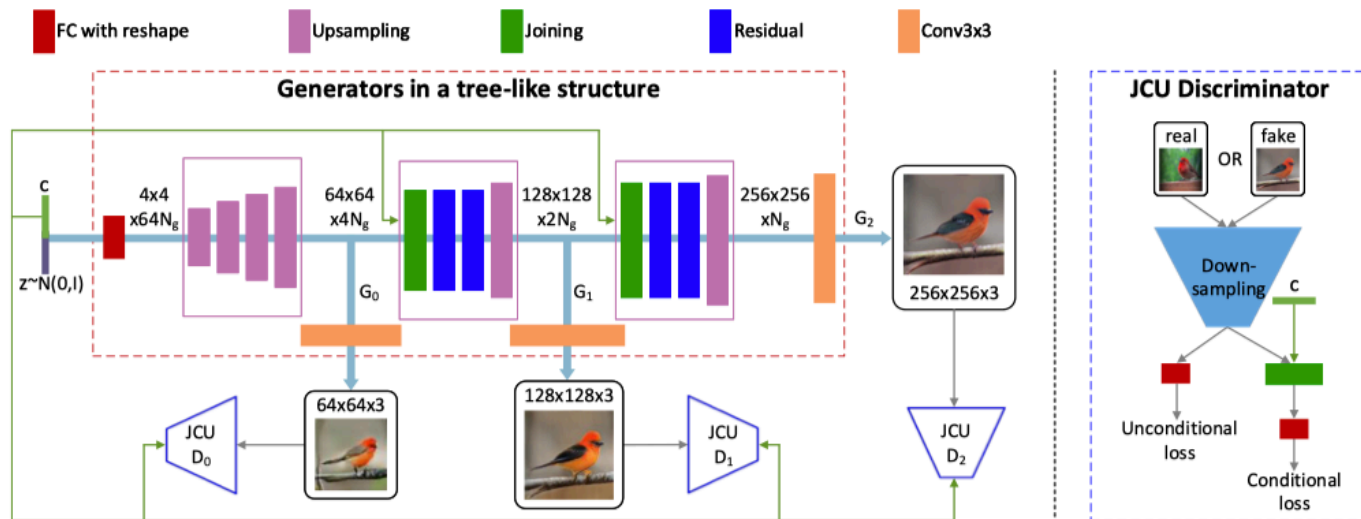 FC with reshape
Upsampling
Joining
Residual
Conv3x3
Generators in a tree-like structure
JCU Discriminator
real
OR
fake
c
z~N(0,I)
4x4
x64Ng
64x64
x4Ng
128x128
x2Ng
256x256
xNg
G0
G1
G2
256x256x3
64x64x3
128x128x3
JCU
D0
JCU
D1
JCU
D2
Down-
sampling
c
Unconditional
loss
Conditional
loss